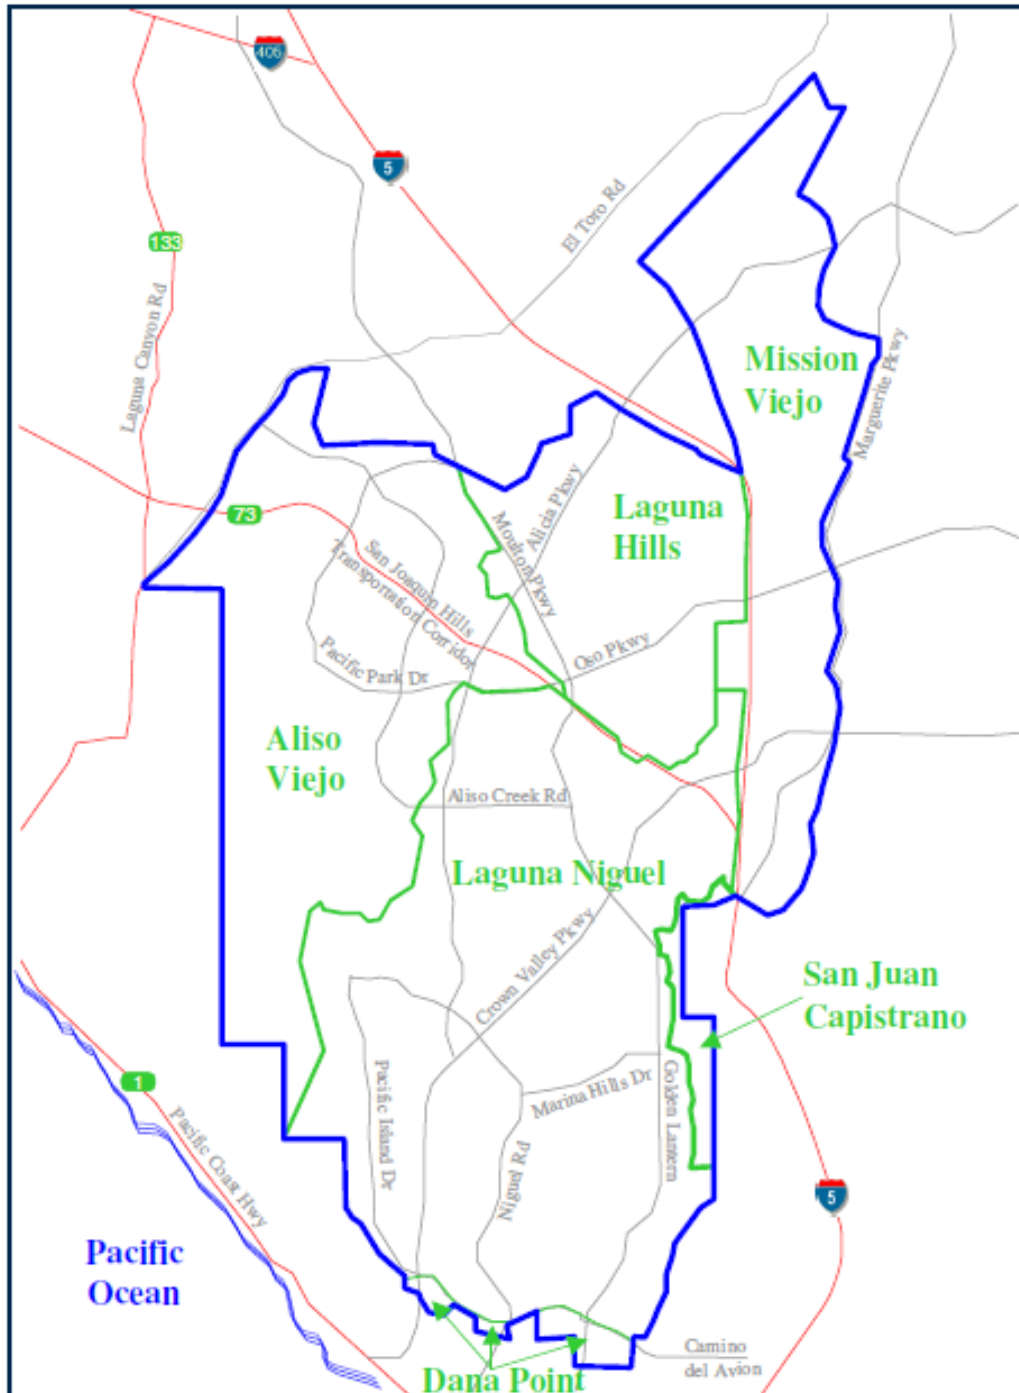 405
5
El Toro Rd
133
Laguna Canyon Rd
Mission
Viejo
Marguerite Pkwy
73
Laguna
Hills
Alicia Pkwy
Moulton Pkwy
San Joaquin Hills
Transportation Corridor
Oso Pkwy
Pacific Park Dr
Aliso
Viejo
Aliso Creek Rd
Laguna Niguel
Crown Valley Pkwy
San Juan
Capistrano
1
Pacific Coast Hwy
Pacific Island Dr
Marina Hills Dr
Golden Lantern
Niguel Rd
5
Pacific
Ocean
Camino
del Avion
Dana Point